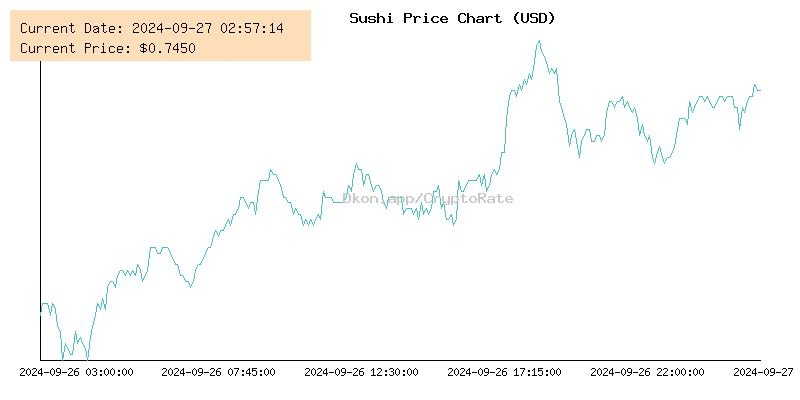 Sushi Price Chart (USD)
Current Date: 2024-09-27 02:57:14
Current Price: $0.7450
Dkon.app/CryptoRate
2024-09-26 03:00:00 2024-09-26 07:45:00 2024-09-26 12:30:00 2024-09-26 17:15:00 2024-09-26 22:00:00 2024-09-27